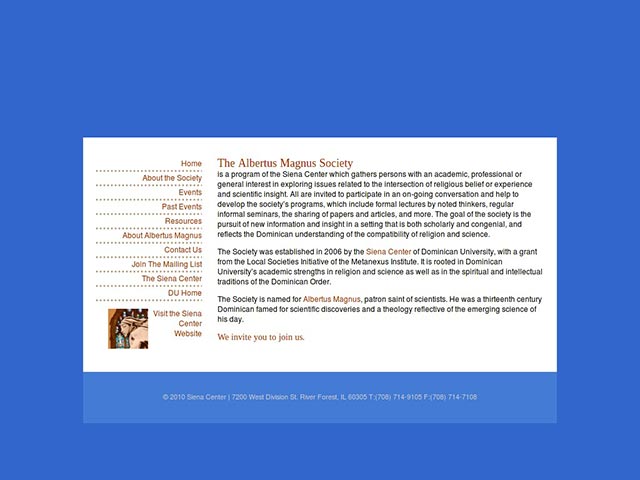 Home
About the Society
Events
Past Events
Resources
About Albertus Magnus
Contact Us
Join The Mailing List
The Siena Center
DU Home
Visit the Siena
Center
Website
The Albertus Magnus Society
is a program of the Siena Center which gathers persons with an academic, professional or
general interest in exploring issues related to the intersection of religious belief or experience
and scientific insight. All are invited to participate in an on-going conversation and help to
develop the society's programs, which include formal lectures by noted thinkers, regular
informal seminars, the sharing of papers and articles, and more. The goal of the society is the
pursuit of new information and insight in a setting that is both scholarly and congenial, and
reflects the Dominican understanding of the compatibility of religion and science.
The Society was established in 2006 by the Siena Center of Dominican University, with a grant
from the Local Societies Initiative of the Metanexus Institute. It is rooted in Dominican
University's academic strengths in religion and science as well as in the spiritual and intellectual
traditions of the Dominican Order.
The Society is named for Albertus Magnus, patron saint of scientists. He was a thirteenth century
Dominican famed for scientific discoveries and a theology reflective of the emerging science of
his day.
We invite you to join us.
© 2010 Siena Center | 7200 West Division St. River Forest, IL 60305 T:(708) 714-9105 F:(708) 714-7108